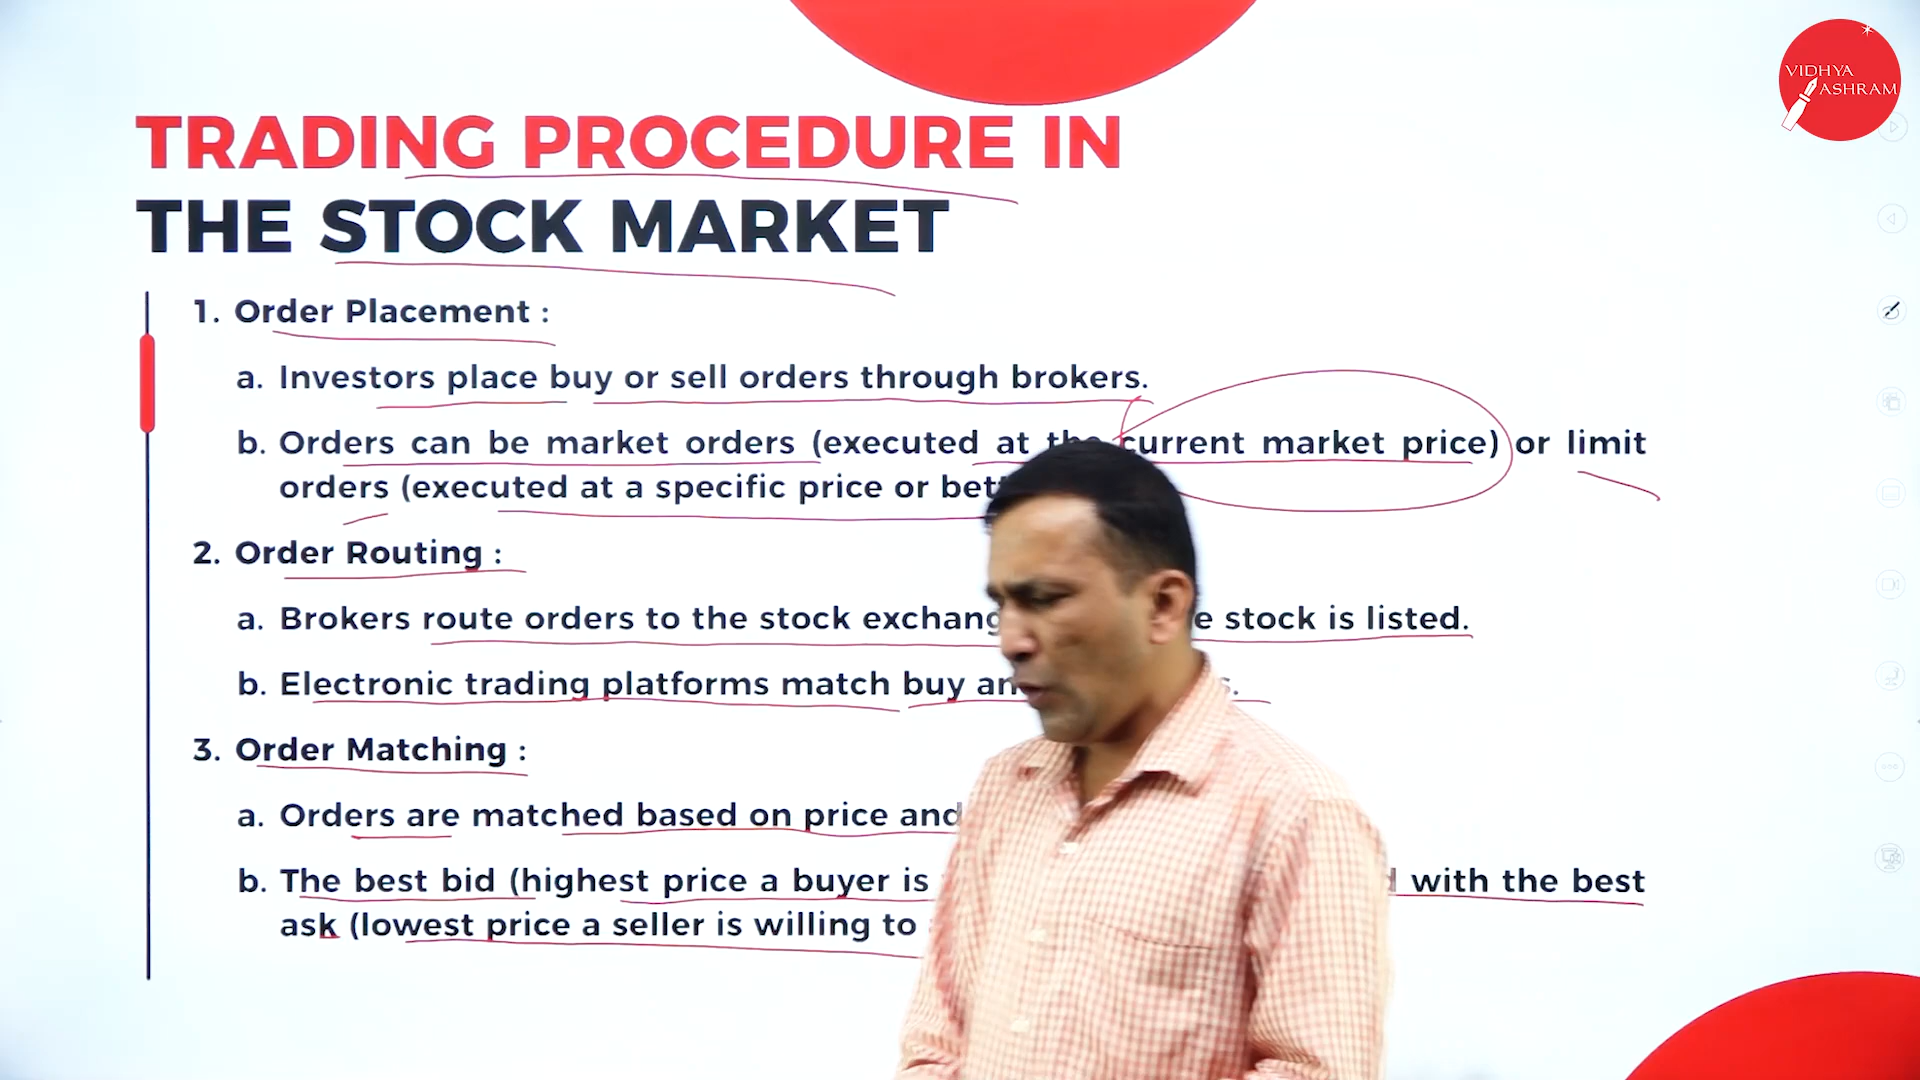 VIDHYA
ASHRAM
TRADING PROCEDURE IN
THE STOCK MARKET
1. Order Placement :
a. Investors place buy or sell orders through brokers.
b. Orders can be market orders (executed at the current market price) or limit
orders (executed at a specific price or
2. Order Routing :
a. Brokers route orders to the stock stock is listed.
b. Electronic trading platforms match buy
3. Order Matching :
a. Orders are matched based on price and
b. The best bid (highest price a buyer is with the best
ask (lowest price a seller is willing to